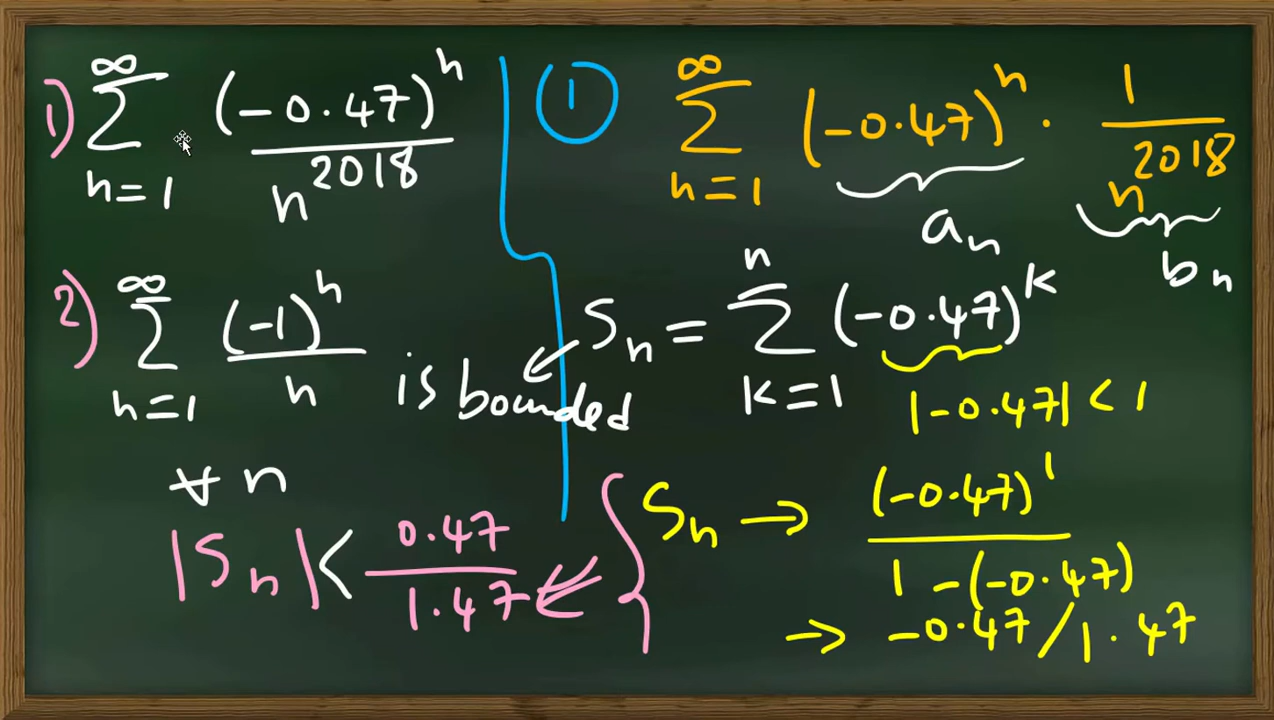 1) ∞ ∑ n=1 (-0.47)^n / n^2018
2) ∞ ∑ n=1 (-1)^n / n
① ∞ ∑ n=1 (-0.47)^n · 1 / n^2018
a_n b_n
S_n = n ∑ k=1 (-0.47)^k
is bounded
|-0.47| < 1
∀ n
|S_n| < 0.47 / 1.47
S_n → (-0.47)^1 / 1 - (-0.47)
→ -0.47 / 1.47